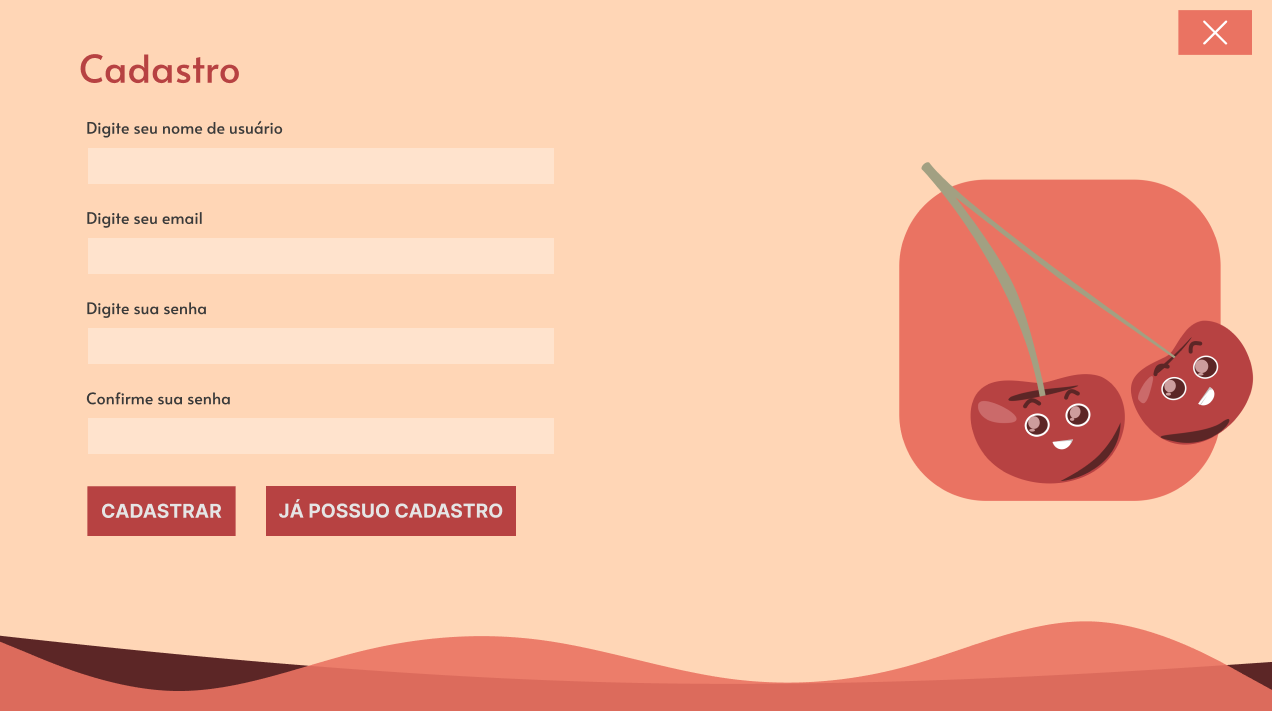 Cadastro
Digite seu nome de usuário
Digite seu email
Digite sua senha
Confirme sua senha
CADASTRAR
JÁ POSSUO CADASTRO